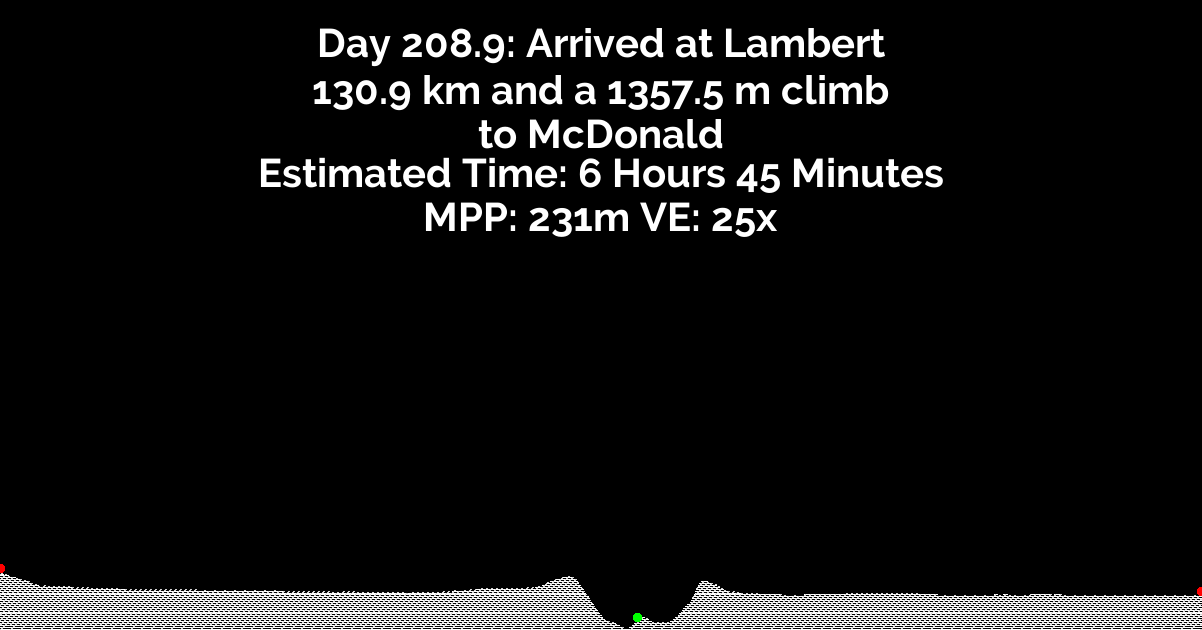 Day 208.9: Arrived at Lambert
130.9 km and a 1357.5 m climb
to McDonald
Estimated Time: 6 Hours 45 Minutes
MPP: 231m VE: 25x